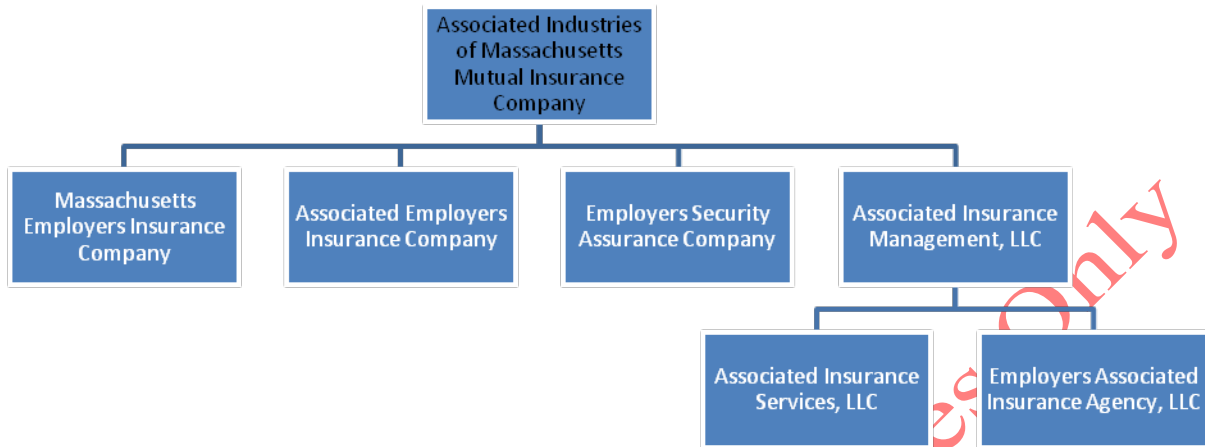 Associated Industries
of Massachusetts
Mutual Insurance
Company
Massachusetts
Employers Insurance
Company
Associated Employers
Insurance Company
Employers Security
Assurance Company
Associated Insurance
Management, LLC
Associated Insurance
Services, LLC
Employers Associated
Insurance Agency, LLC
Only